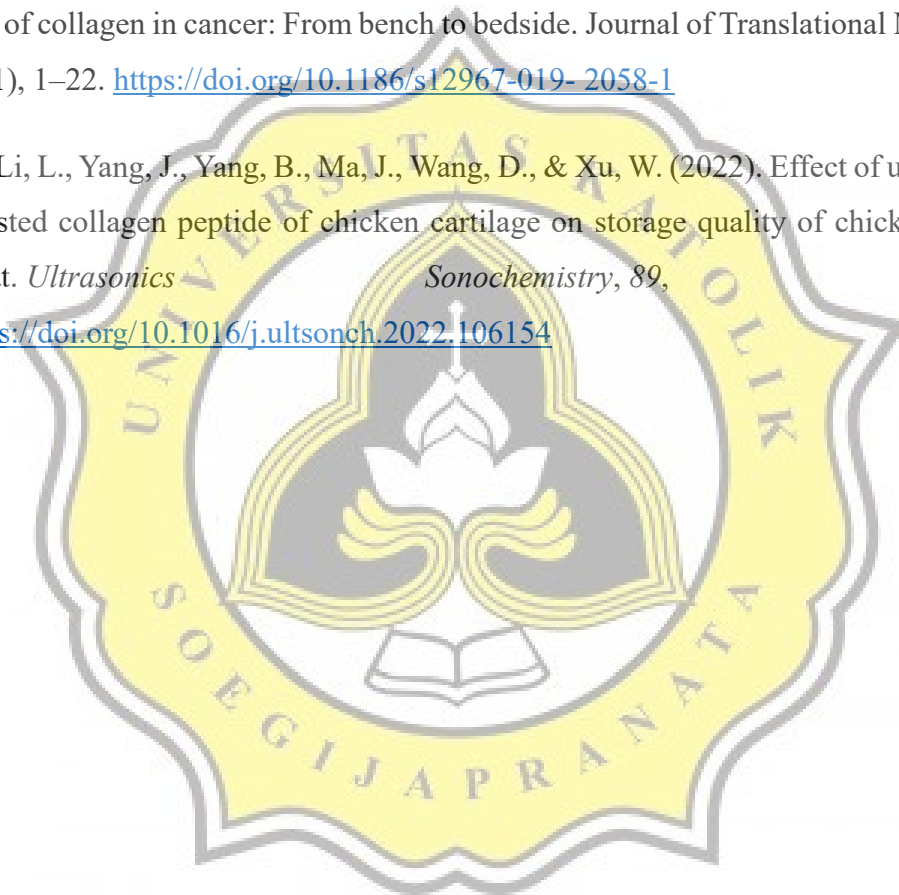 of collagen in cancer: From bench to bedside. Journal of Translational
), 1–22. https://doi.org/10.1186/s12967-019- 2058-1
Li, L., Yang, J., Yang, B., Ma, J., Wang, D., & Xu, W. (2022). Effect of
sted collagen peptide of chicken cartilage on storage quality of chick
t. Ultrasonics Sonochemistry, 89,
s://doi.org/10.1016/j.ultsonch.2022.106154
UNIVERSITAS KATOLIK
SOEGIJAPRANATA